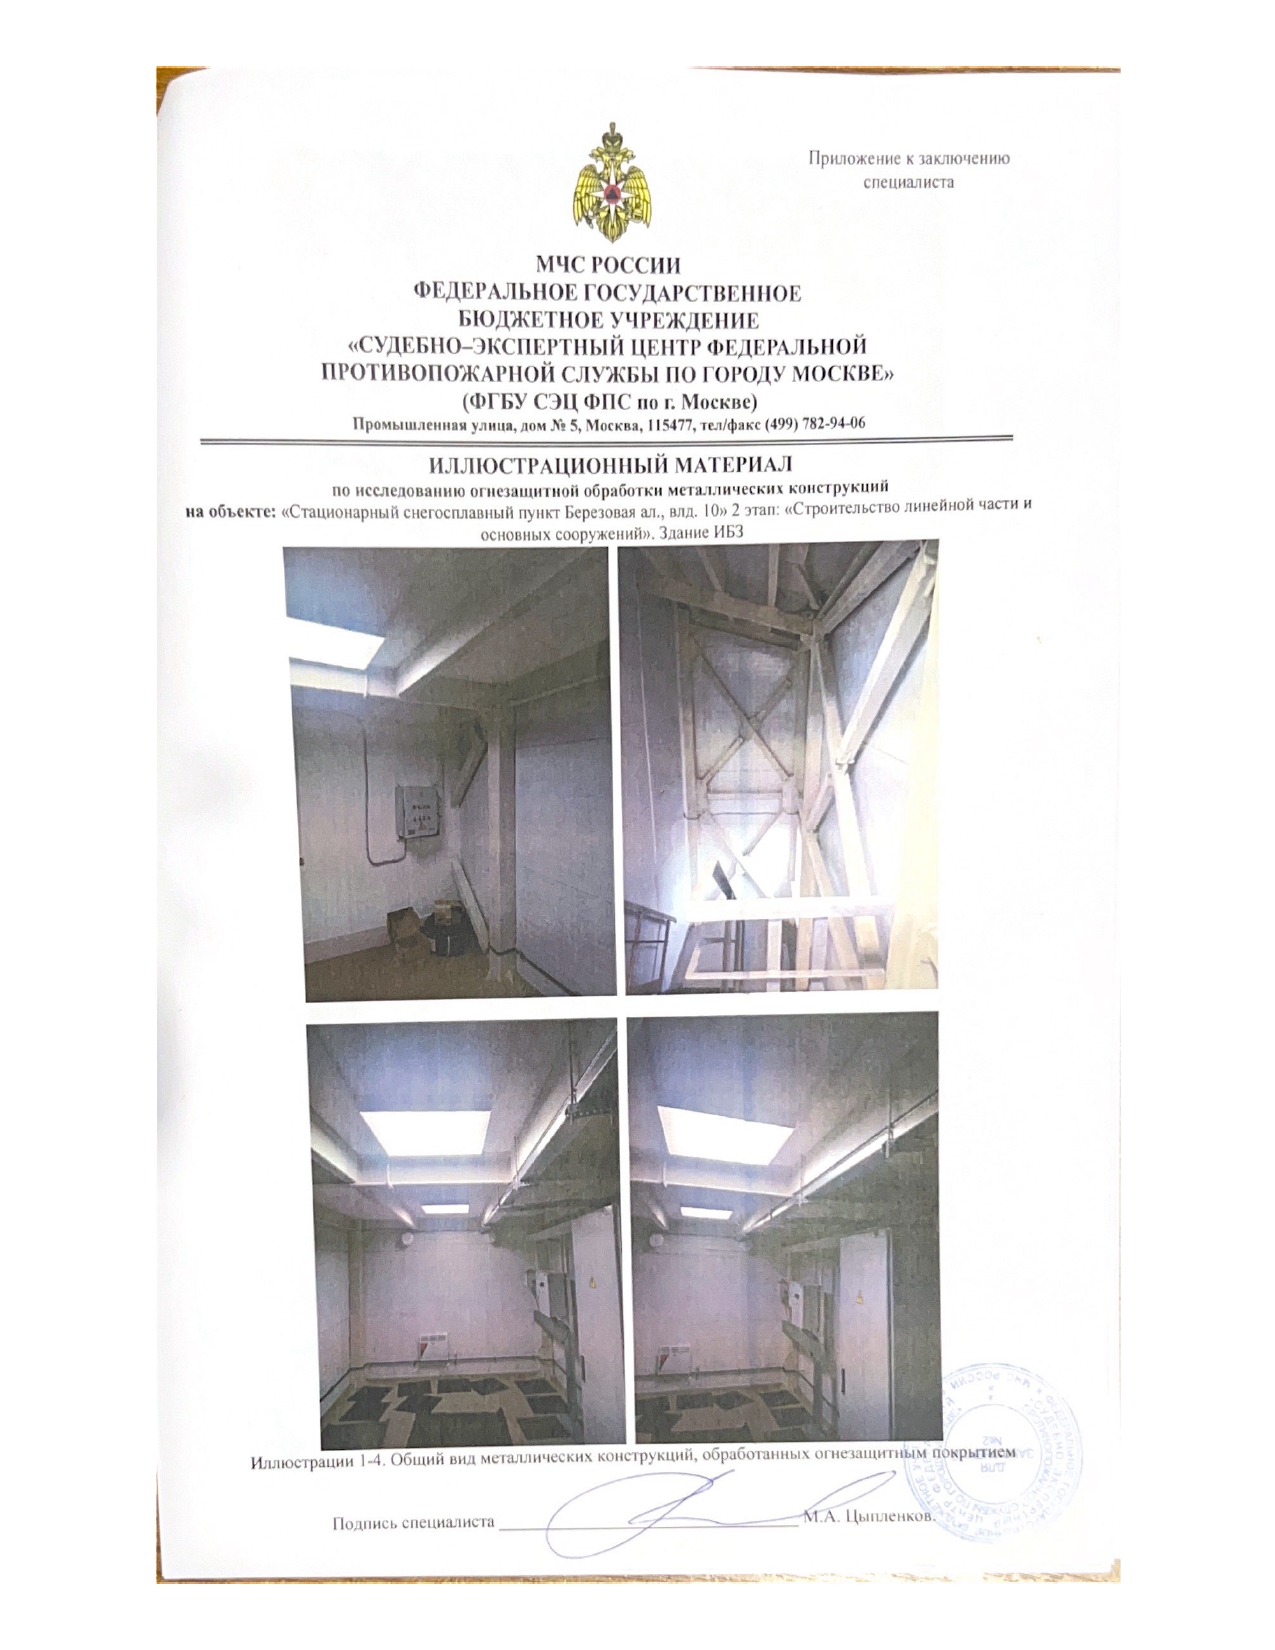 Приложение к заключению
специалиста
МЧС РОССИИ
ФЕДЕРАЛЬНОЕ ГОСУДАРСТВЕННОЕ
БЮДЖЕТНОЕ УЧРЕЖДЕНИЕ
«СУДЕБНО–ЭКСПЕРТНЫЙ ЦЕНТР ФЕДЕРАЛЬНОЙ
ПРОТИВОПОЖАРНОЙ СЛУЖБЫ ПО ГОРОДУ МОСКВЕ»
(ФГБУ СЭЦ ФПС по г. Москве)
Промышленная улица, дом № 5, Москва, 115477, тел/факс (499) 782-94-06
ИЛЛЮСТРАЦИОННЫЙ МАТЕРИАЛ
по исследованию огнезащитной обработки металлических конструкций
на объекте: «Стационарный снегосплавный пункт Березовая ал., влд. 10» 2 этап: «Строительство линейной части и
основных сооружений». Здание ИБЗ
Иллюстрации 1-4. Общий вид металлических конструкций, обработанных огнезащитным покрытием
Подпись специалиста М.А. Цыпленков.
ДЛЯ
№2